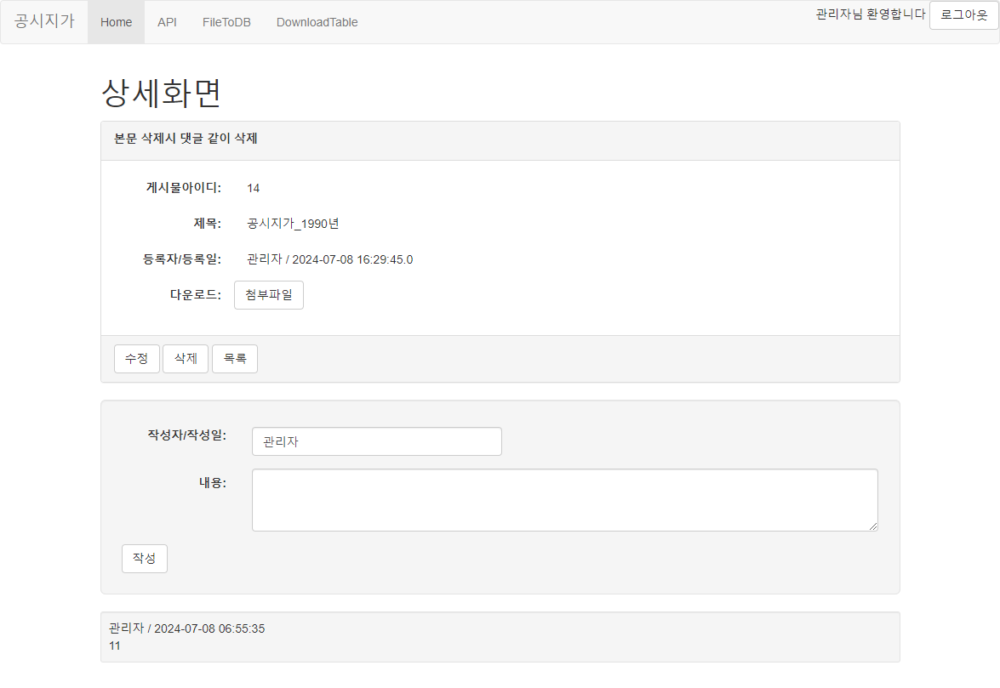 공시지가 Home API FileToDB DownloadTable 관리자님 환영합니다 로그아웃
상세화면
본문 삭제시 댓글 같이 삭제
게시물아이디: 14
제목: 공시지가_1990년
등록자/등록일: 관리자 / 2024-07-08 16:29:45.0
다운로드: 첨부파일
수정 삭제 목록
작성자/작성일: 관리자
내용:
작성
관리자 / 2024-07-08 06:55:35
11